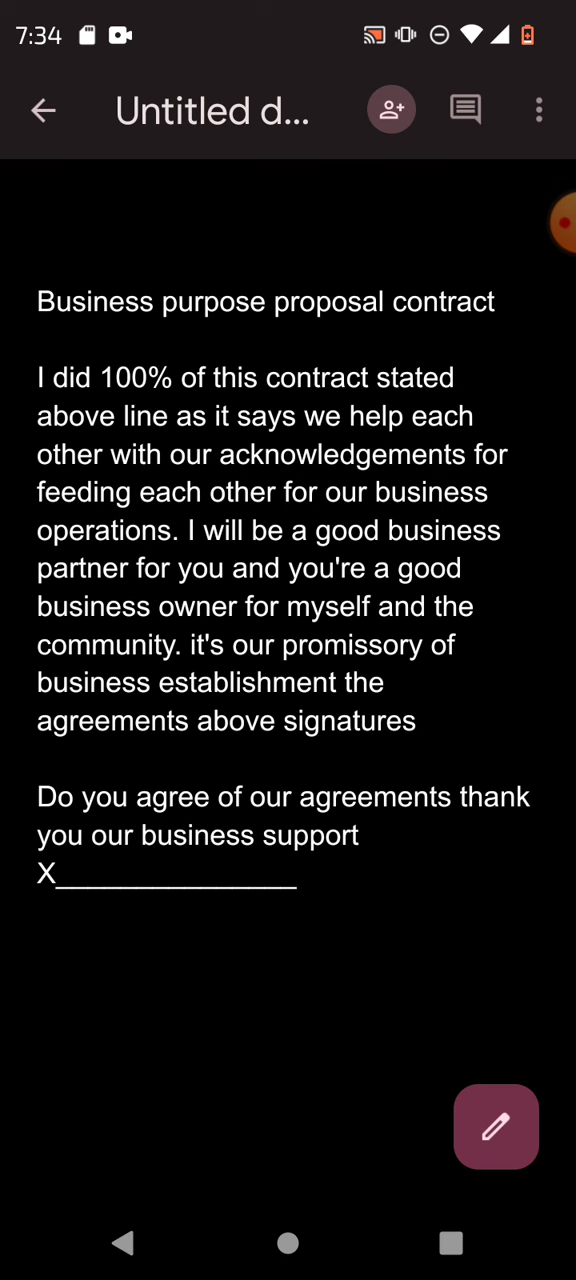 7:34
Untitled d...
Business purpose proposal contract
I did 100% of this contract stated
above line as it says we help each
other with our acknowledgements for
feeding each other for our business
operations. I will be a good business
partner for you and you're a good
business owner for myself and the
community. it's our promissory of
business establishment the
agreements above signatures
Do you agree of our agreements thank
you our business support
X________________